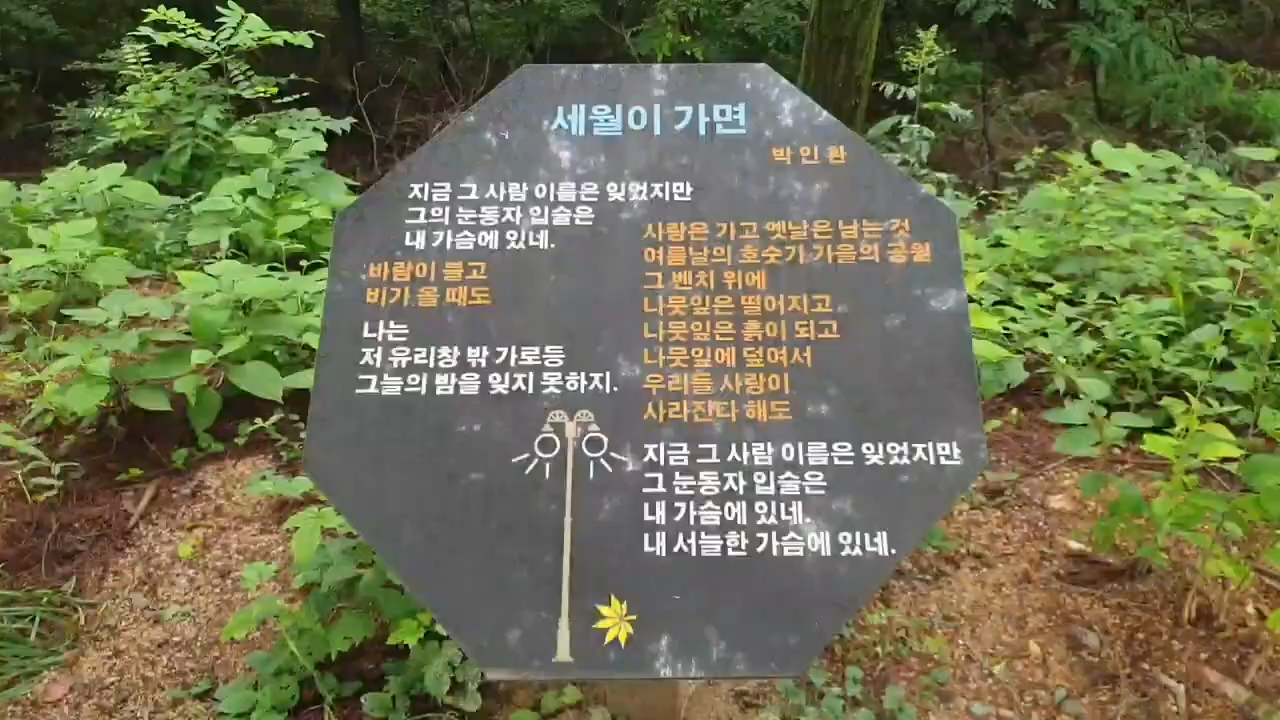 세월이 가면
박인환
지금 그 사람 이름은 잊었지만
그의 눈동자 입술은
내 가슴에 있네.
바람이 불고
비가 올 때도
나는
저 유리창 밖 가로등
그늘의 밤을 잊지 못하지.
사랑은 가고 옛날은 남는 것
여름날의 호숫가 가을의 공원
그 벤치 위에
나뭇잎은 떨어지고
나뭇잎은 흙이 되고
나뭇잎에 덮여서
우리들 사랑이
사라진다 해도
지금 그 사람 이름은 잊었지만
그 눈동자 입술은
내 가슴에 있네.
내 서늘한 가슴에 있네.